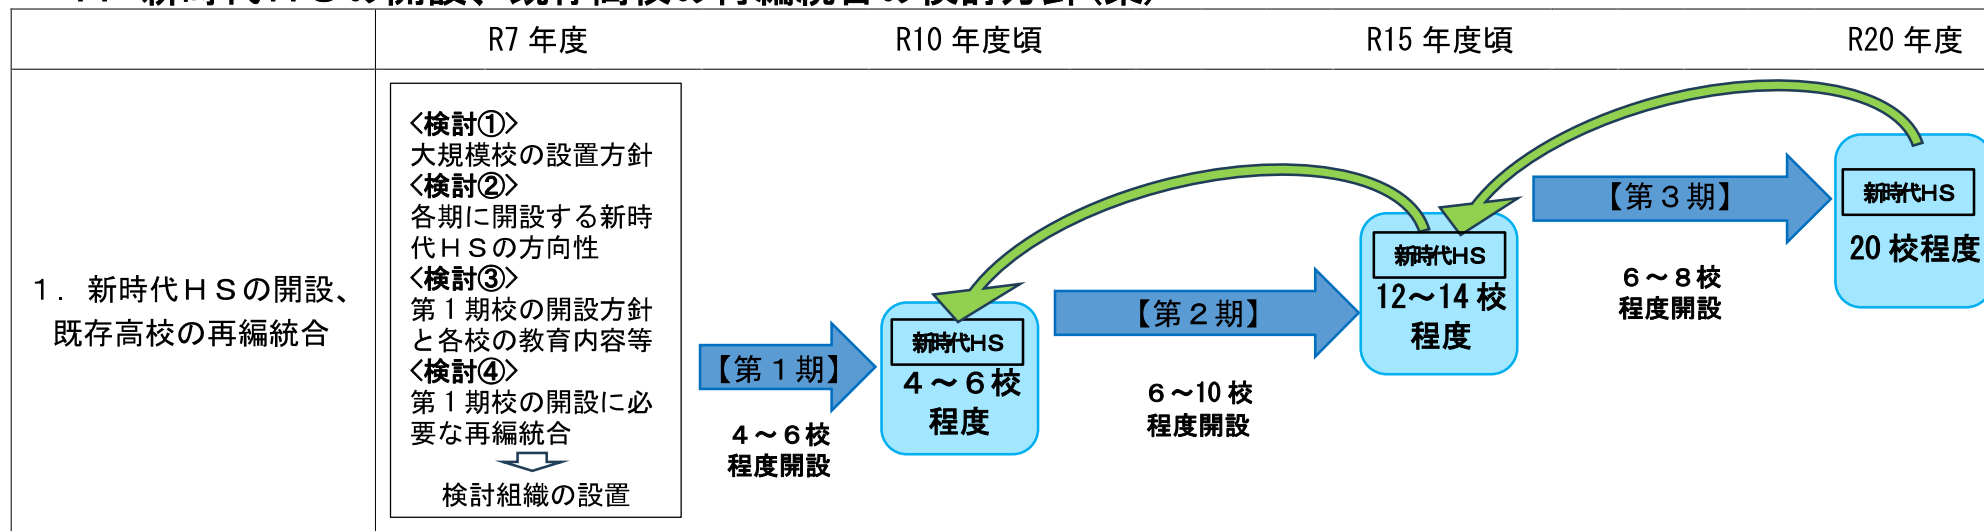 R7 年度
R10 年度頃
R15 年度頃
R20 年度
1．新時代ＨＳの開設、
既存高校の再編統合
<検討①>
大規模校の設置方針
<検討②>
各期に開設する新時
代ＨＳの方向性
<検討③>
第１期校の開設方針
と各校の教育内容等
<検討④>
第１期校の開設に必
要な再編統合
検討組織の設置
【第１期】
４～６校
程度開設
新時代HS
４～６校
程度
【第２期】
６～10 校
程度開設
新時代HS
12～14 校
程度
【第３期】
６～８校
程度開設
新時代HS
20 校程度